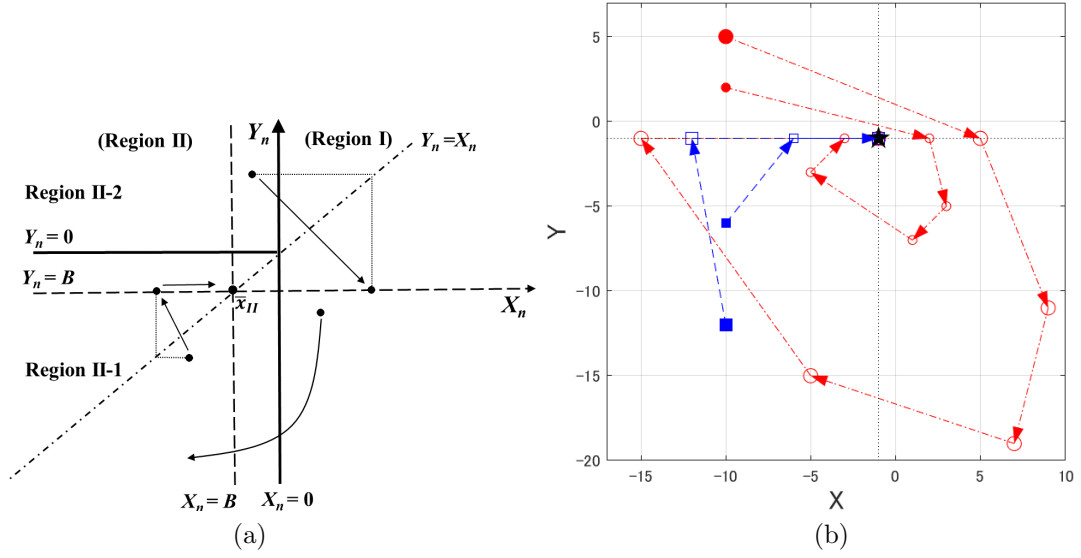 (Region II)
Yₙ
(Region I)
Yₙ=Xₙ
Region II-2
Yₙ= 0
Yₙ= B
x̄_II
Xₙ
Region II-1
Xₙ= B
Xₙ= 0
(a)
5
0
-5
-10
-15
-20
Y
-15
-10
-5
0
5
10
X
(b)